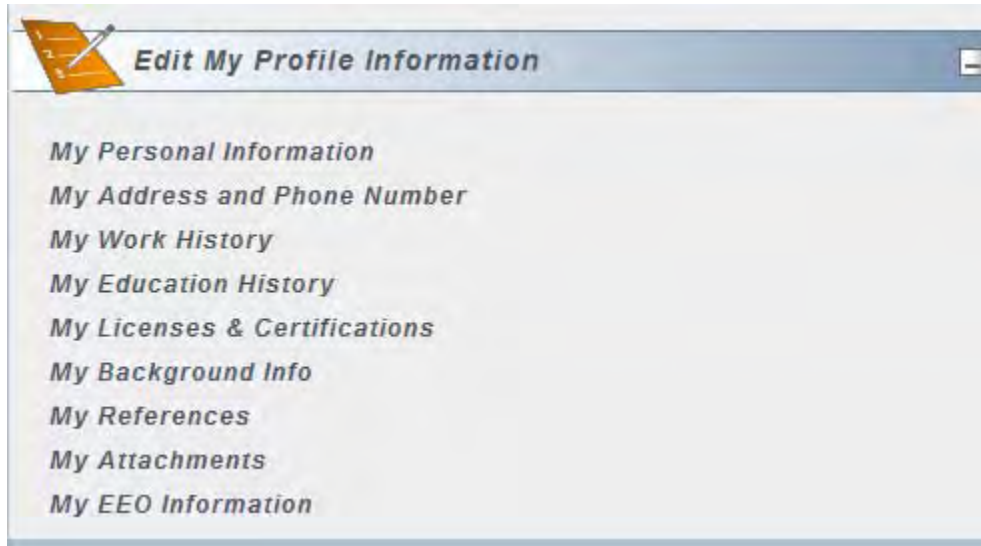 Edit My Profile Information
My Personal Information
My Address and Phone Number
My Work History
My Education History
My Licenses & Certifications
My Background Info
My References
My Attachments
My EEO Information